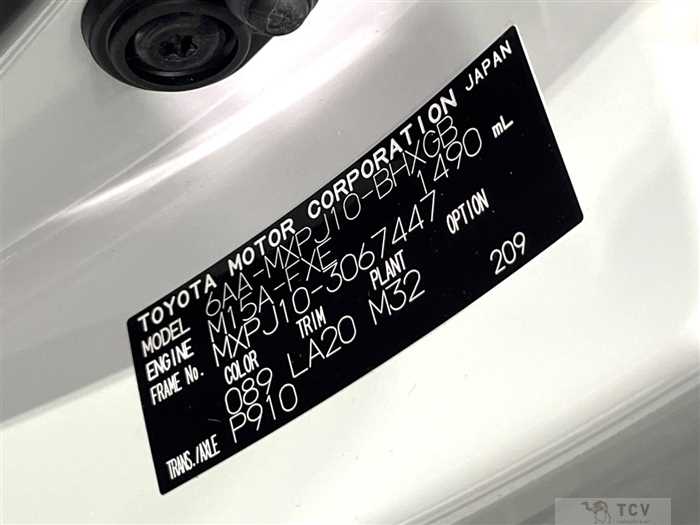 TOYOTA MOTOR CORPORATION JAPAN
MODEL 6AA-MXPJ10-BHXGB
ENGINE M15A-FXE 1490 mL
FRAME No. MXPJ10-3067447
COLOR TRIM PLANT OPTION
089 LA20 M32 209
TRANS./AXLE P910
TCV